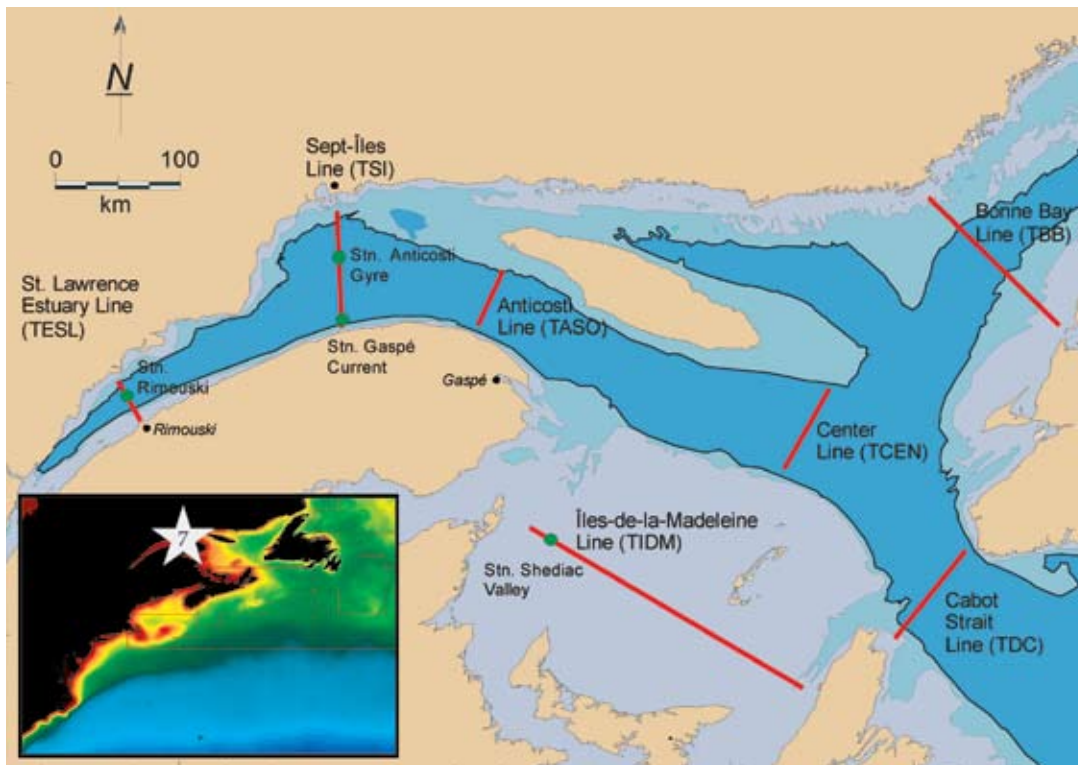 N
0 100
km
Sept-Îles
Line (TSI)
Stn. Anticosti
Gyre
St. Lawrence
Estuary Line
(TESL)
Stn.
Rimouski
Rimouski
Stn. Gaspé
Current
Anticosti
Line (TASO)
Gaspé
Bonne Bay
Line (TBB)
Center
Line (TCEN)
Îles-de-la-Madeleine
Line (TIDM)
Stn. Shediac
Valley
Cabot
Strait
Line (TDC)
7